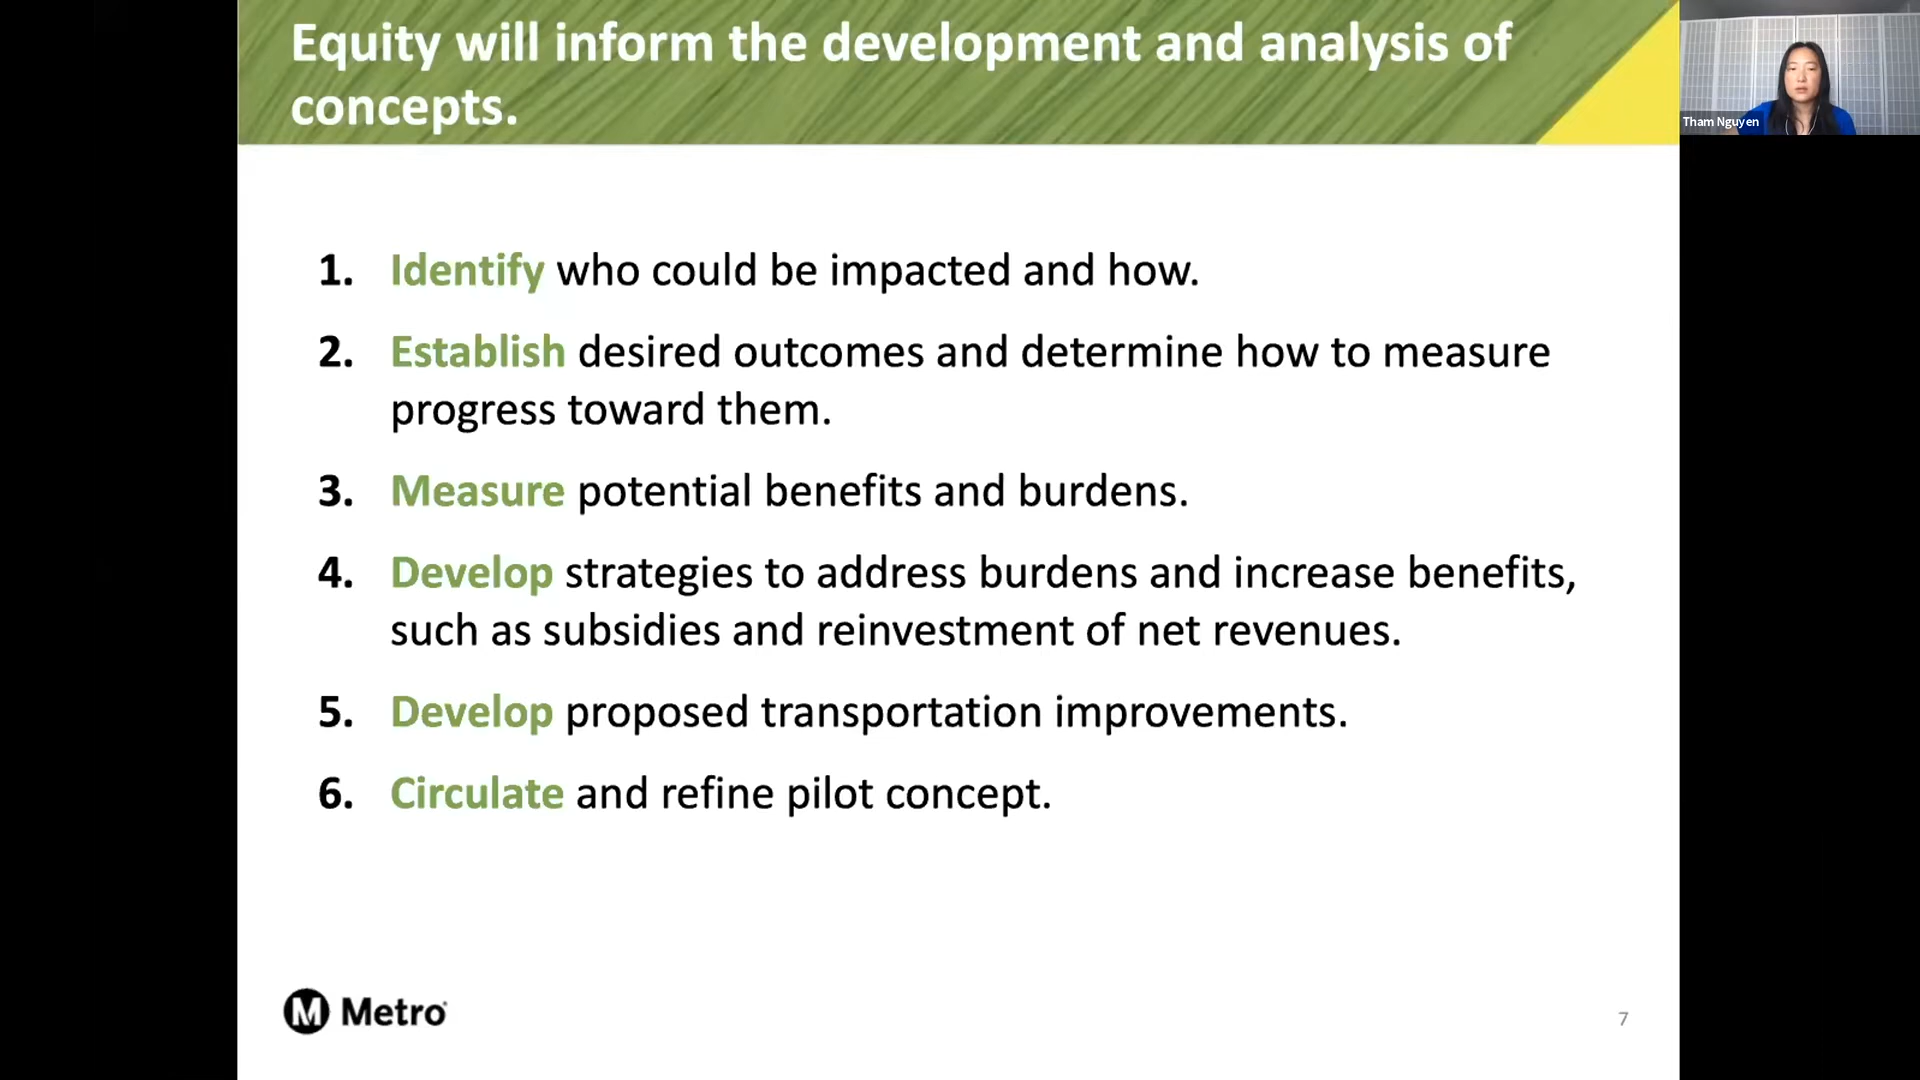 Equity will inform the development and analysis of
concepts.
Tham Nguyen
1. Identify who could be impacted and how.
2. Establish desired outcomes and determine how to measure
progress toward them.
3. Measure potential benefits and burdens.
4. Develop strategies to address burdens and increase benefits,
such as subsidies and reinvestment of net revenues.
5. Develop proposed transportation improvements.
6. Circulate and refine pilot concept.
M Metro
7